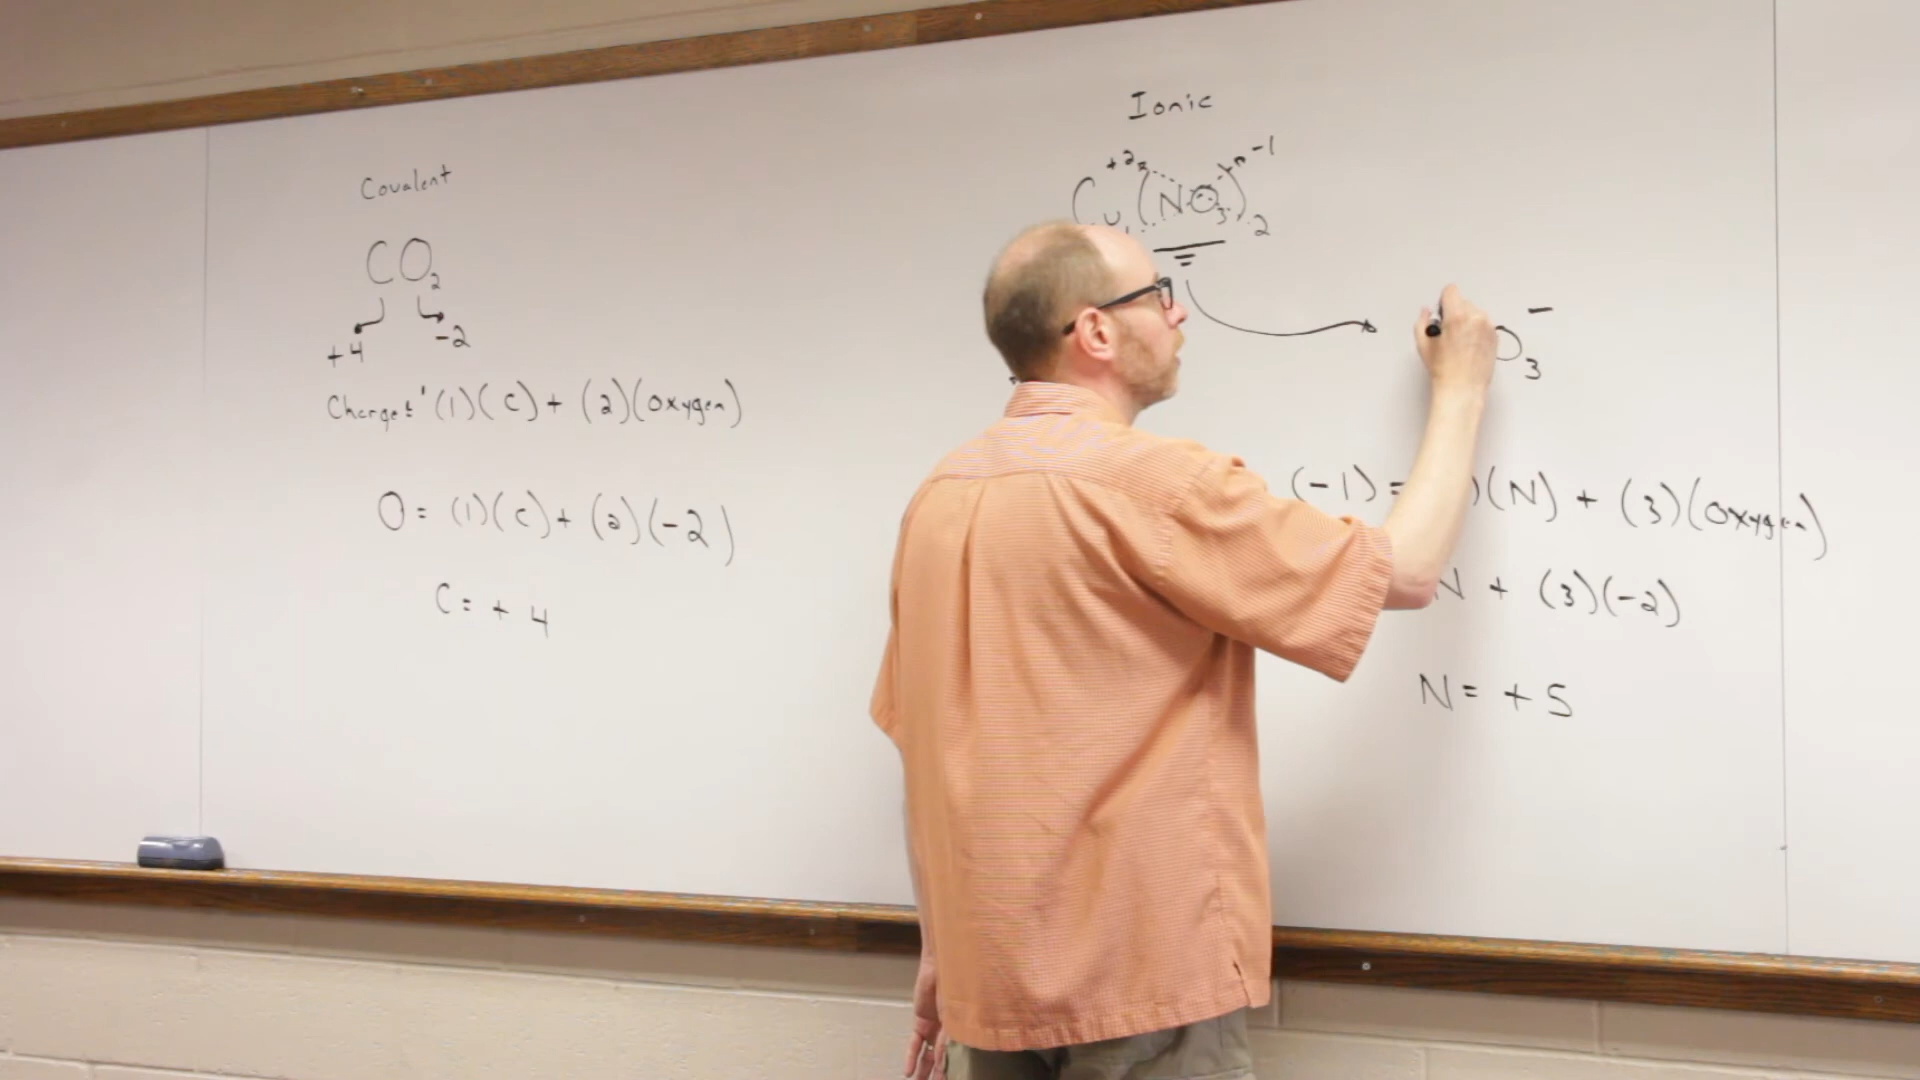 Covalent
CO2
+4 -2
Charge: (1)(C) + (2)(oxygen)
O = (1)(C) + (2)(-2)
C = + 4
Ionic
+2 -1
Cu(NO3)2
O3 -
(-1) = )(N) + (3)(oxygen)
N + (3)(-2)
N = + 5